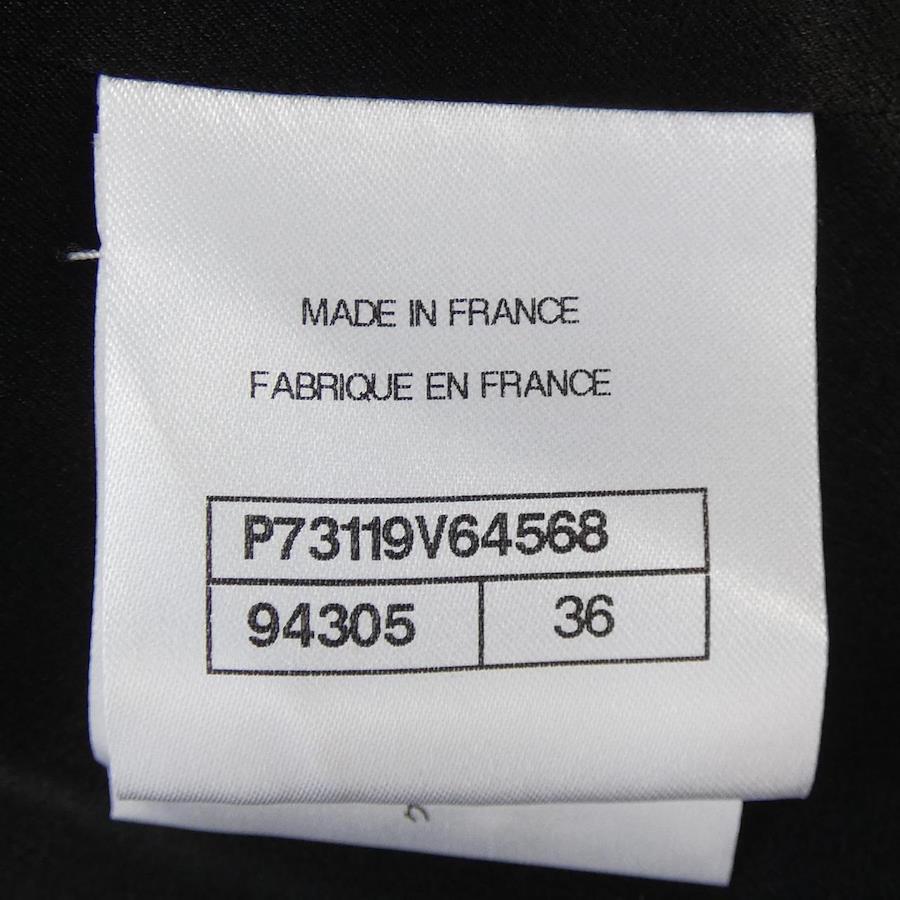 MADE IN FRANCE
FABRIQUE EN FRANCE
P73119V64568
94305 36